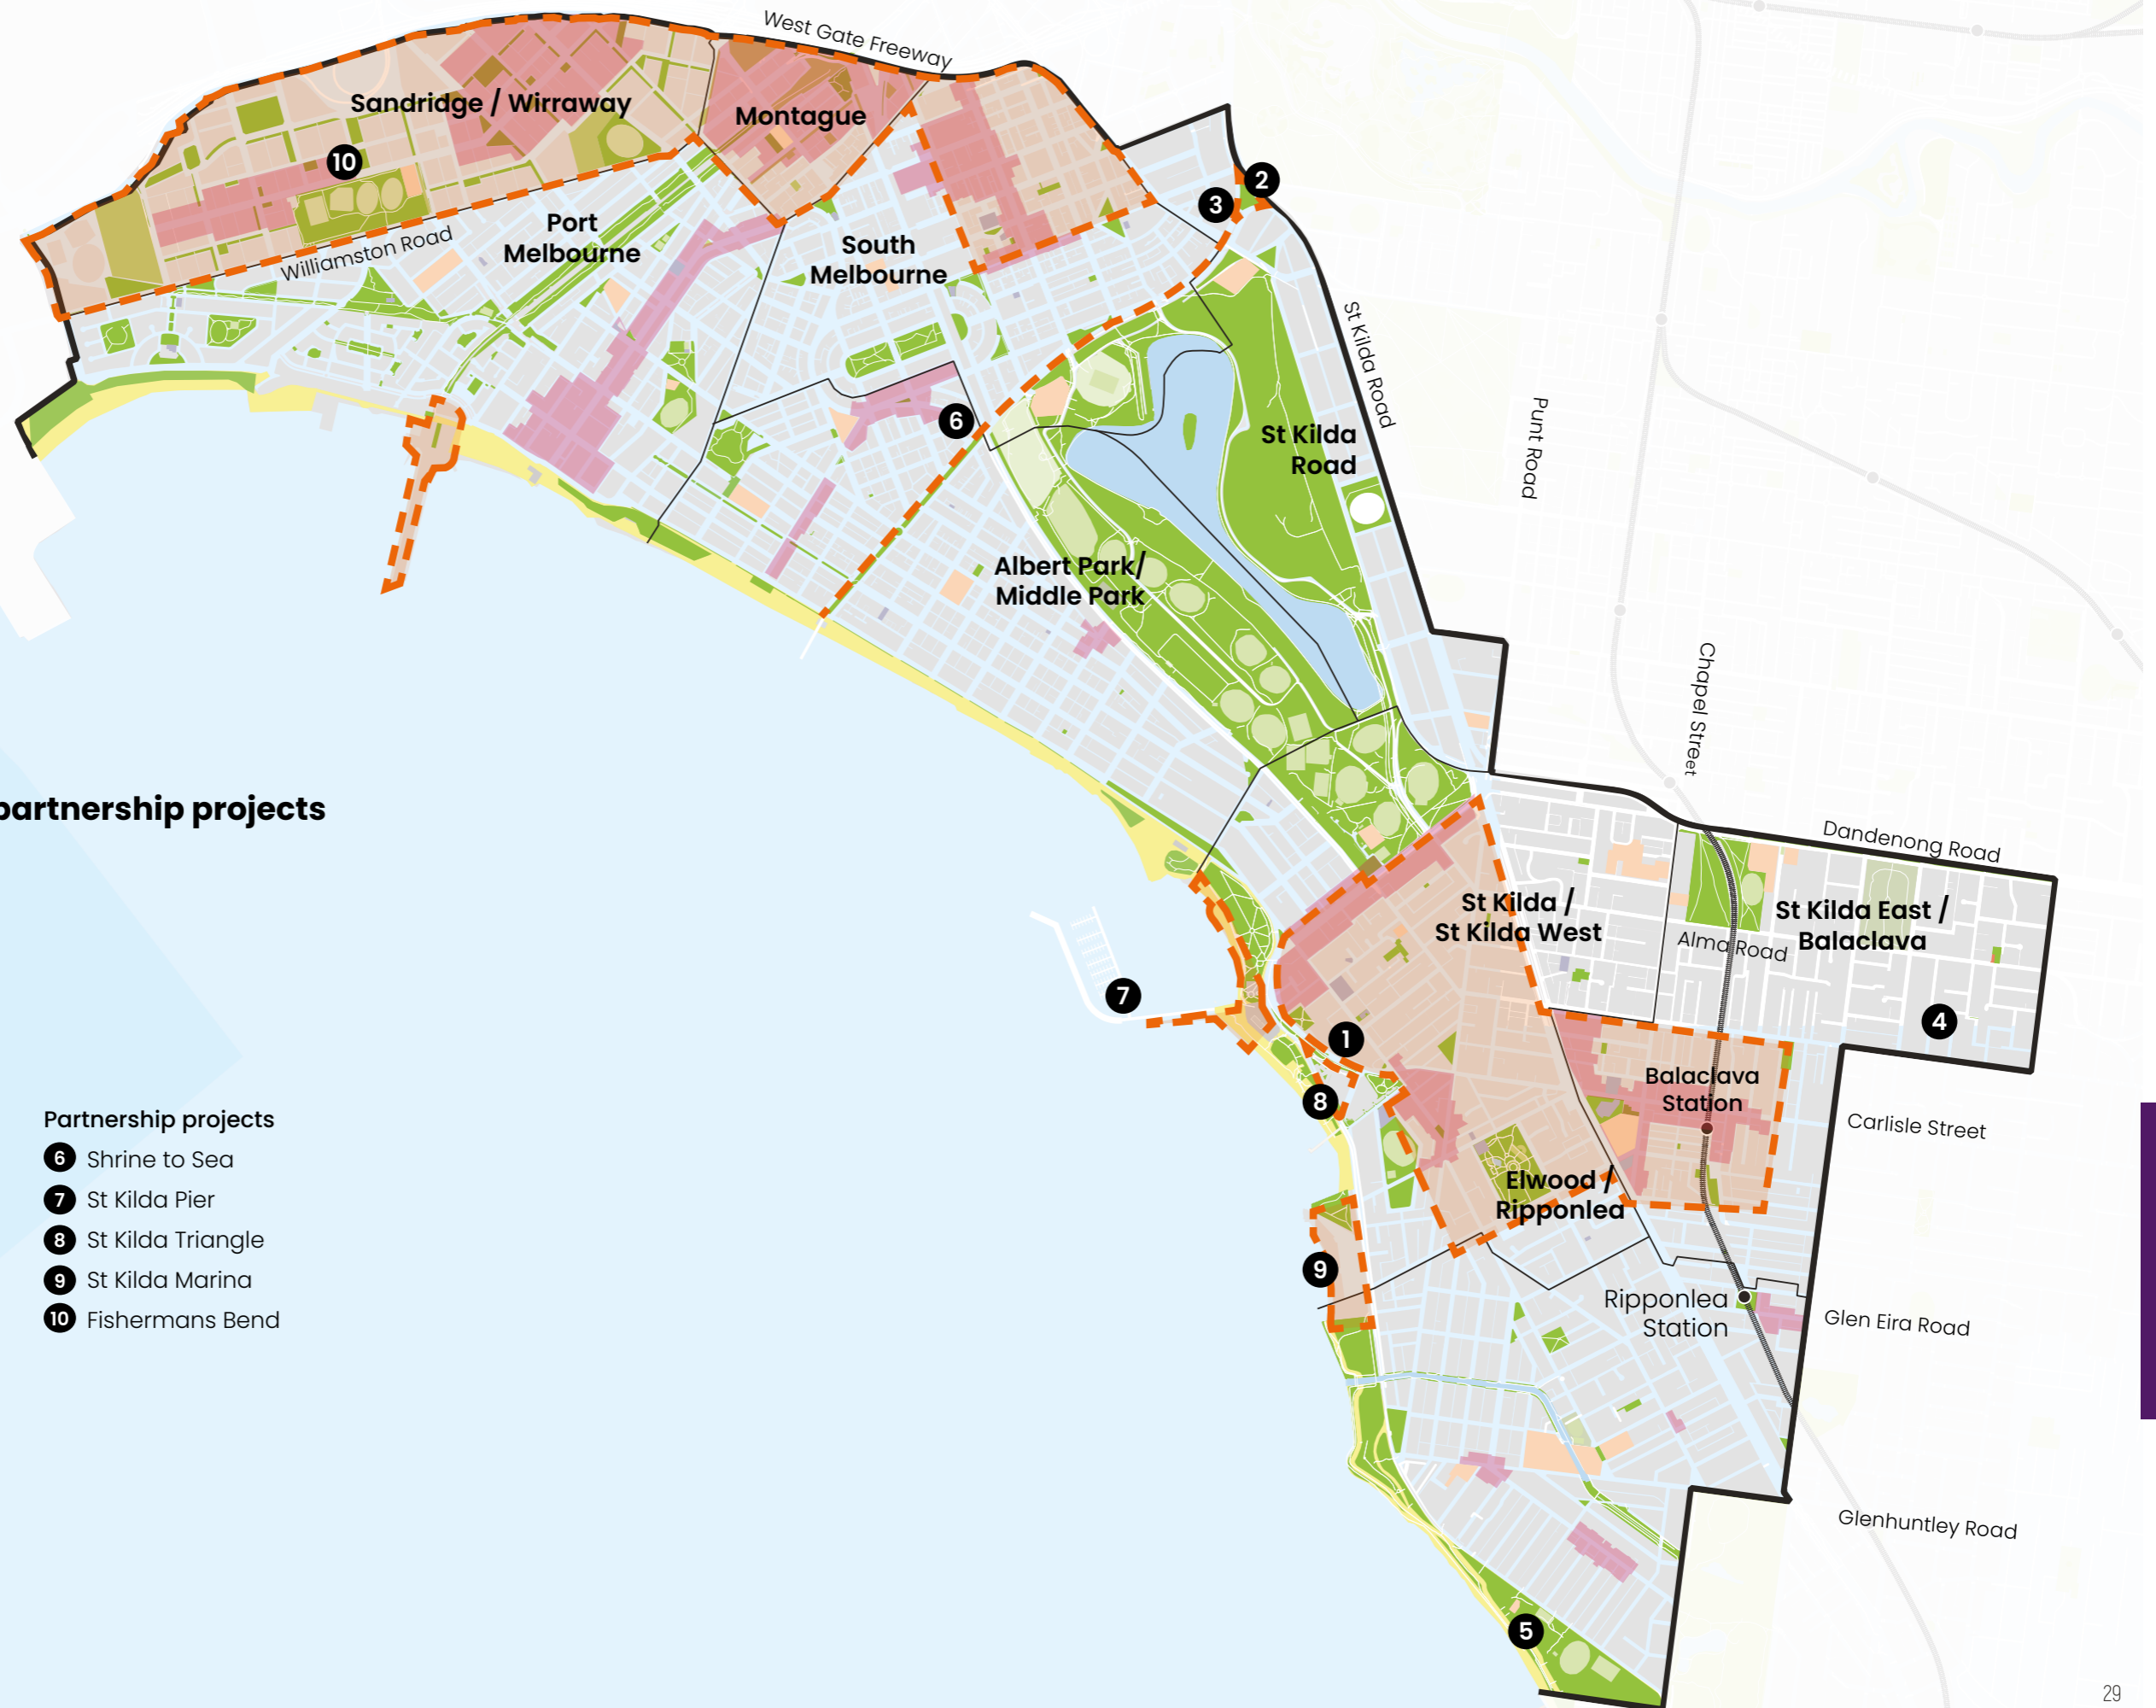 West Gate Freeway
Sandridge / Wirraway
Montague
10
2
3
Port
Melbourne
Williamston Road
South
Melbourne
St Kilda Road
6
St Kilda
Road
Punt Road
Albert Park/
Middle Park
Chapel Street
partnership projects
Dandenong Road
St Kilda /
St Kilda West
St Kilda East /
Balaclava
Alma Road
7
1
4
Balaclava
Station
8
Carlisle Street
Partnership projects
6 Shrine to Sea
7 St Kilda Pier
8 St Kilda Triangle
9 St Kilda Marina
10 Fishermans Bend
Elwood /
Ripponlea
9
Ripponlea
Station
Glen Eira Road
Glenhuntley Road
5
29